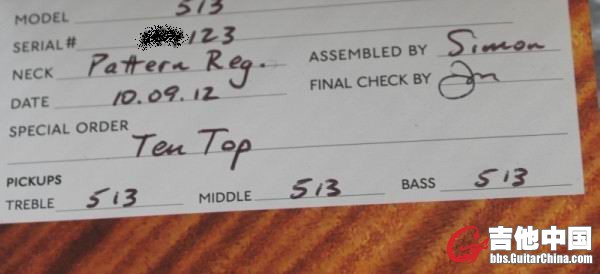 MODEL 513
SERIAL# 123
NECK Pattern Reg.
ASSEMBLED BY Simon
DATE 10.09.12
FINAL CHECK BY
SPECIAL ORDER Ten Top
PICKUPS
TREBLE 513 MIDDLE 513 BASS 513
吉他中国
bbs.GuitarChina.com